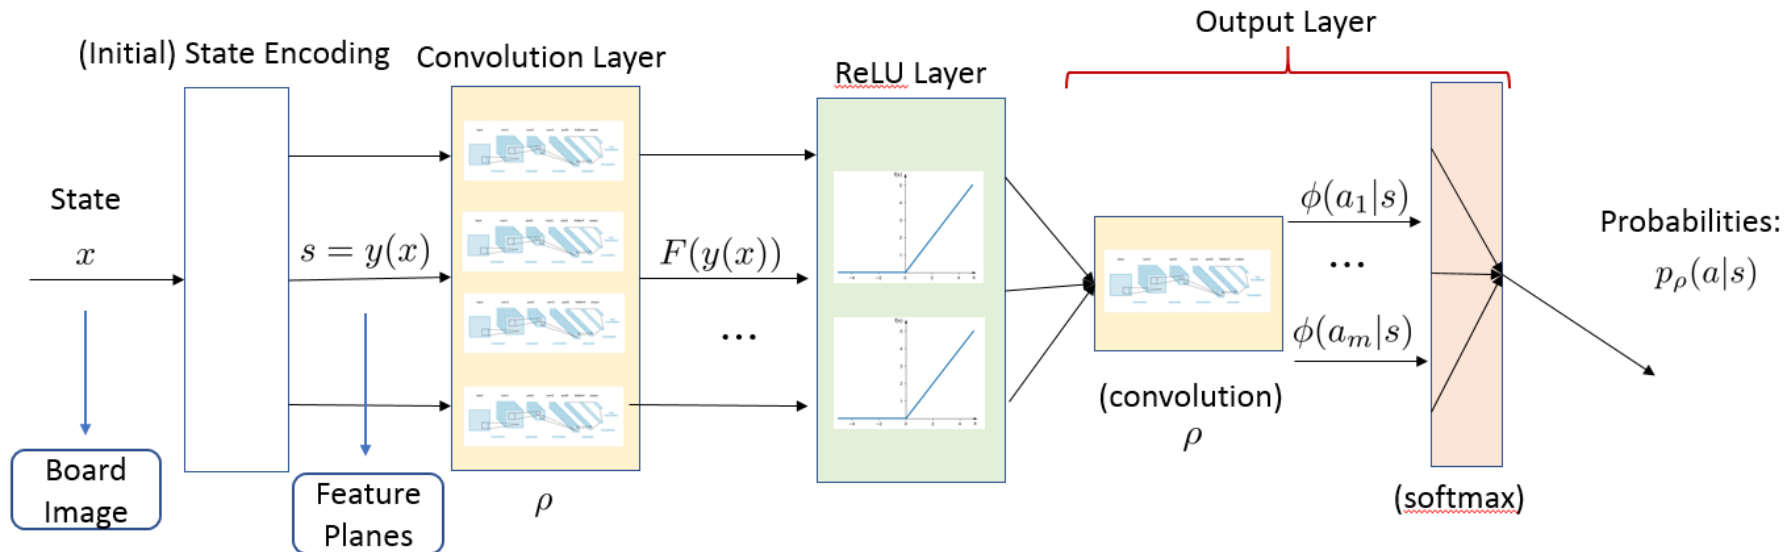 Output Layer
(Initial) State Encoding
Convolution Layer
ReLU Layer
State
x
s = y(x)
F(y(x))
...
ϕ(a₁|s)
...
ϕ(aₘ|s)
Probabilities:
pᵨ(a|s)
(convolution)
ρ
Board
Image
Feature
Planes
ρ
(softmax)